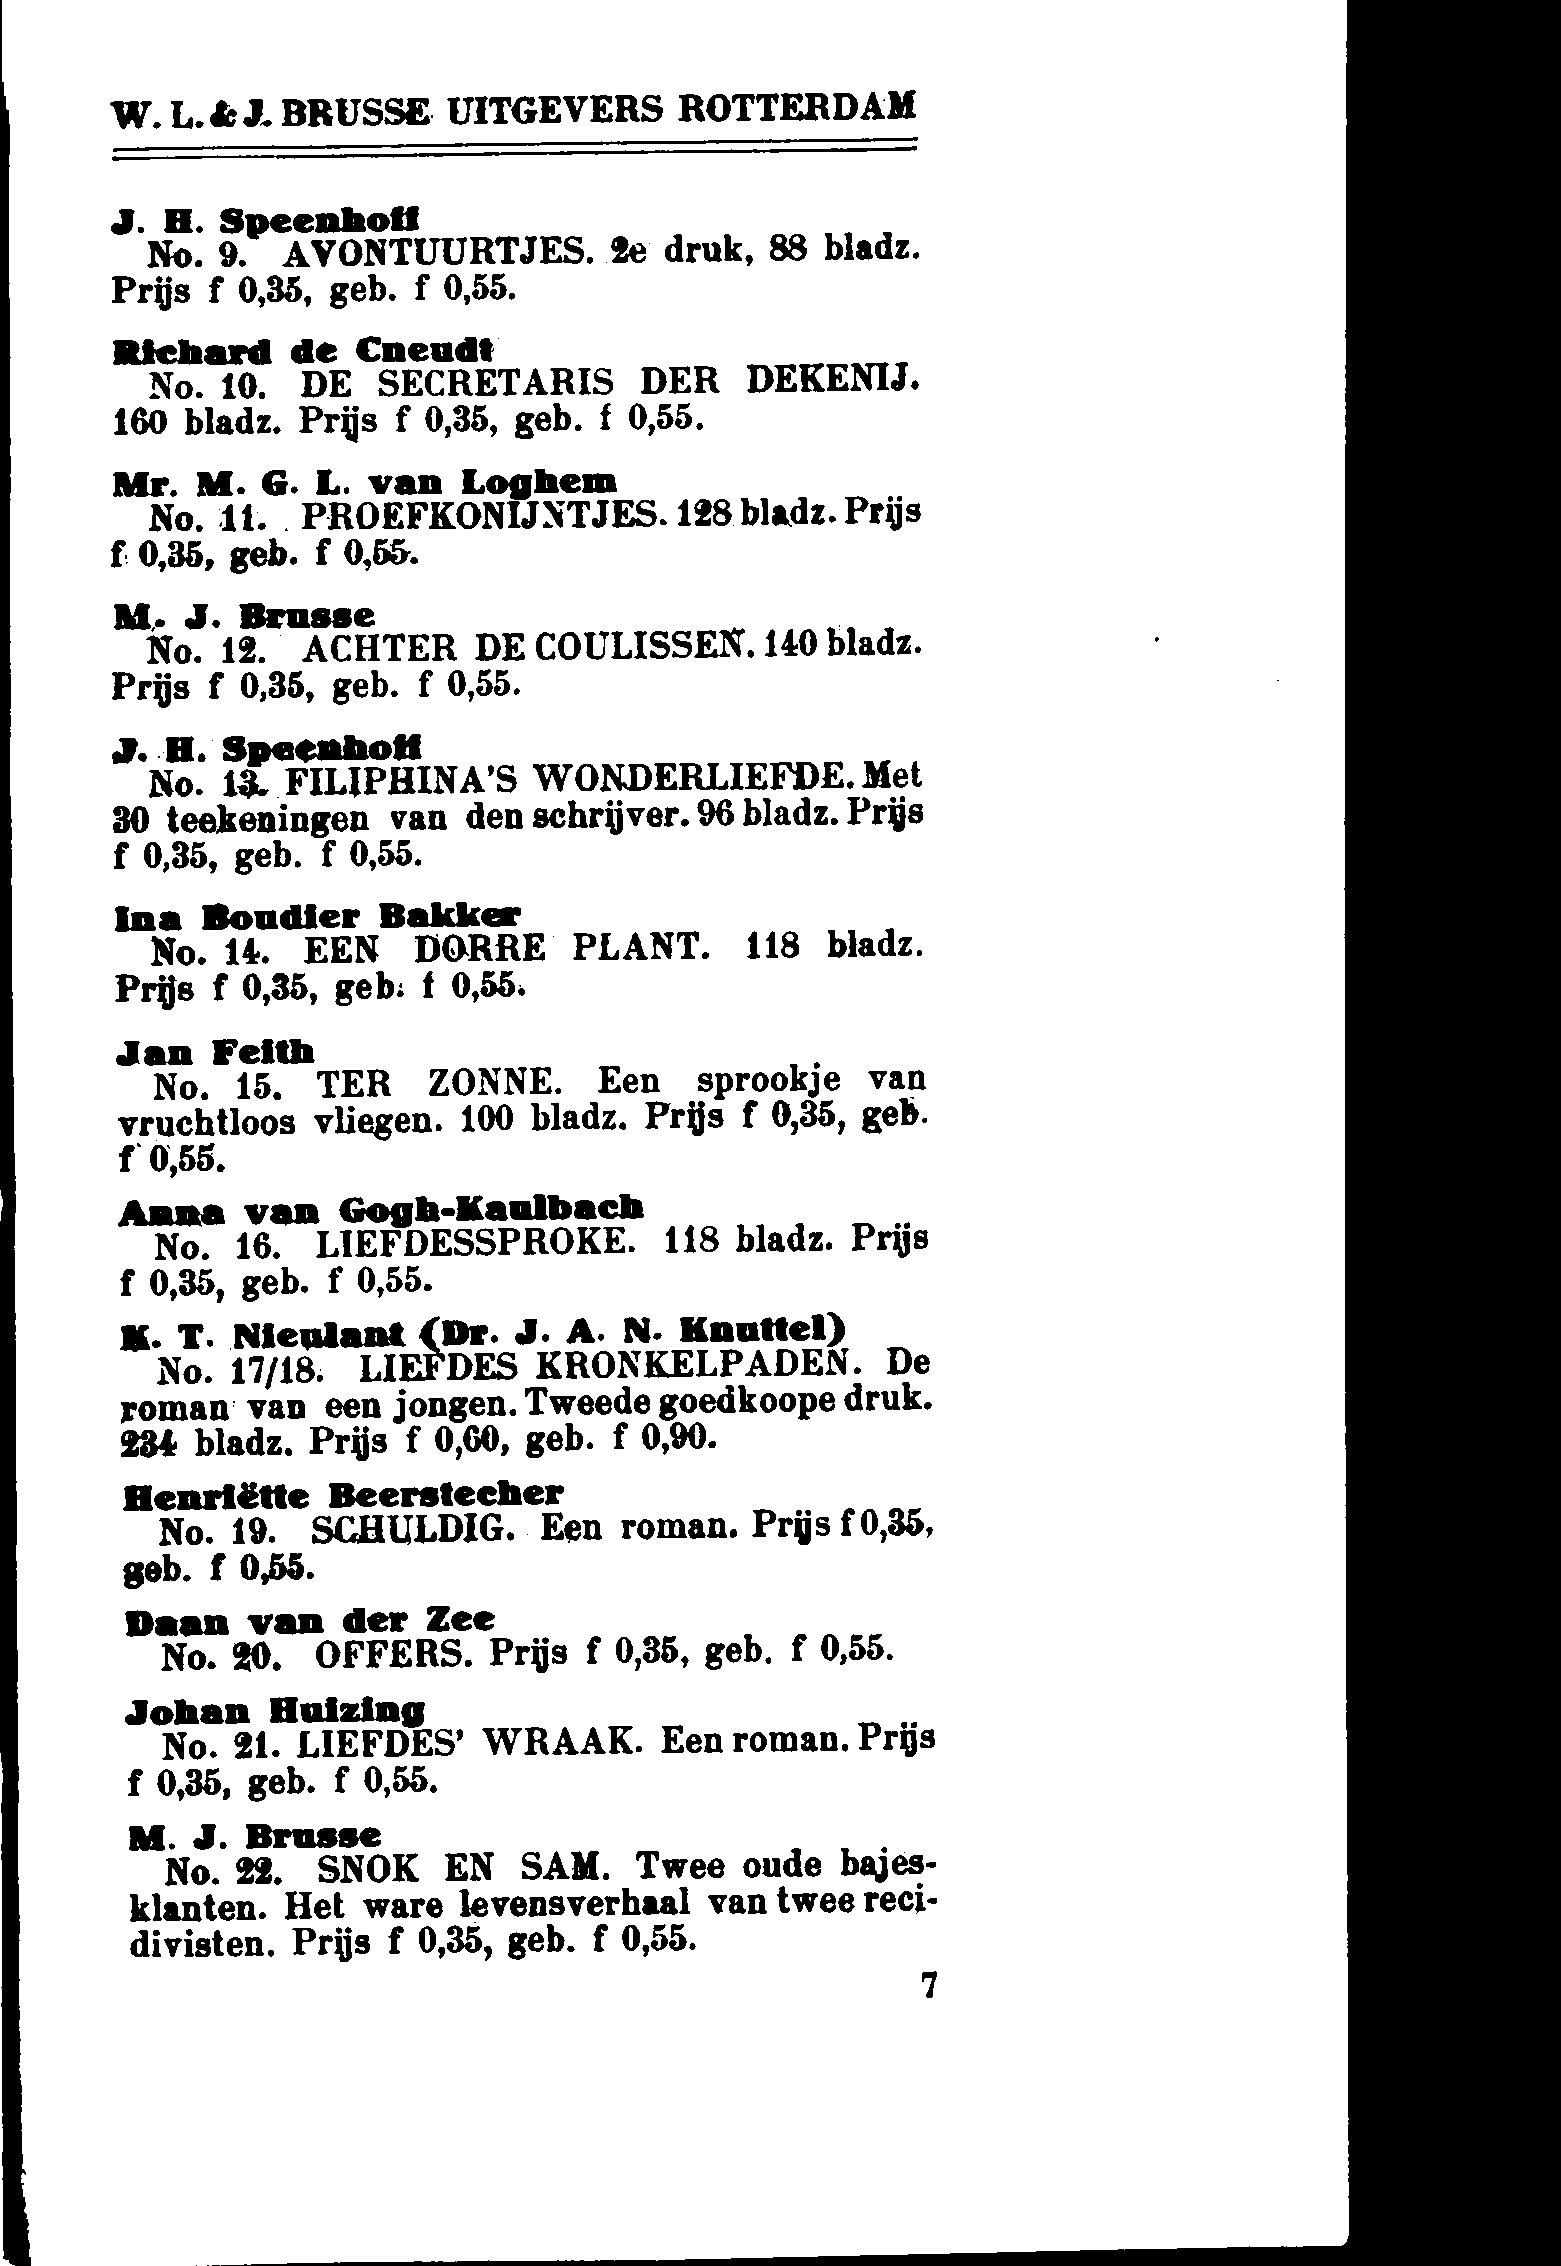 W. L. & J. BRUSSE UITGEVERS ROTTERDAM
J. H. Speenhoff
No. 9. AVONTUURTJES. 2e druk, 88 bladz.
Prijs f 0,35, geb. f 0,55.
Richard de Cneudt
No. 10. DE SECRETARIS DER DEKENIJ.
160 bladz. Prijs f 0,35, geb. f 0,55.
Mr. M. G. L. van Loghem
No. 11. PROEFKONIJNTJES. 128 bladz. Prijs
f 0,35, geb. f 0,55.
M. J. Brusse
No. 12. ACHTER DE COULISSEN. 140 bladz.
Prijs f 0,35, geb. f 0,55.
J. H. Speenhoff
No. 13. FILIPHINA'S WONDERLIEFDE. Met
30 teekeningen van den schrijver. 96 bladz. Prijs
f 0,35, geb. f 0,55.
Ina Boudier Bakker
No. 14. EEN DORRE PLANT. 118 bladz.
Prijs f 0,35, geb. f 0,55.
Jan Feith
No. 15. TER ZONNE. Een sprookje van
vruchtloos vliegen. 100 bladz. Prijs f 0,35, geb.
f 0,55.
Anna van Gogh-Kaulbach
No. 16. LIEFDESSPROKE. 118 bladz. Prijs
f 0,35, geb. f 0,55.
K. T. Nieulant (Dr. J. A. N. Knuttel)
No. 17/18. LIEFDES KRONKELPADEN. De
roman van een jongen. Tweede goedkoope druk.
234 bladz. Prijs f 0,60, geb. f 0,90.
Henriëtte Beerstecher
No. 19. SCHULDIG. Een roman. Prijs f 0,35,
geb. f 0,55.
Daan van der Zee
No. 20. OFFERS. Prijs f 0,35, geb. f 0,55.
Johan Huizing
No. 21. LIEFDES' WRAAK. Een roman. Prijs
f 0,35, geb. f 0,55.
M. J. Brusse
No. 22. SNOK EN SAM. Twee oude bajes-
klanten. Het ware levensverhaal van twee reci-
divisten. Prijs f 0,35, geb. f 0,55.
7